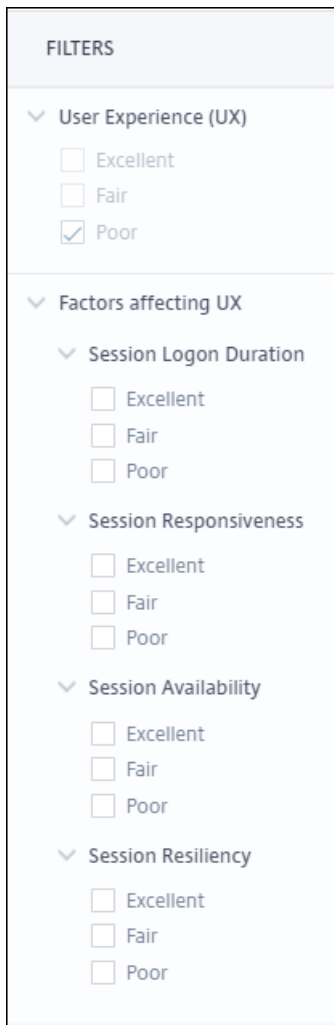 FILTERS
User Experience (UX)
Excellent
Fair
Poor
Factors affecting UX
Session Logon Duration
Excellent
Fair
Poor
Session Responsiveness
Excellent
Fair
Poor
Session Availability
Excellent
Fair
Poor
Session Resiliency
Excellent
Fair
Poor